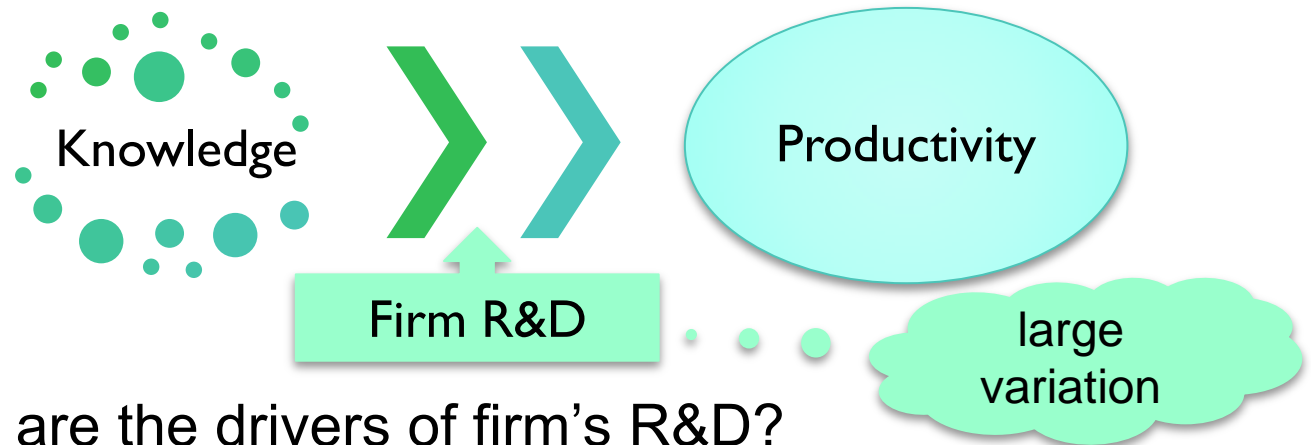 Knowledge
Productivity
Firm R&D
large
variation
are the drivers of firm's R&D?